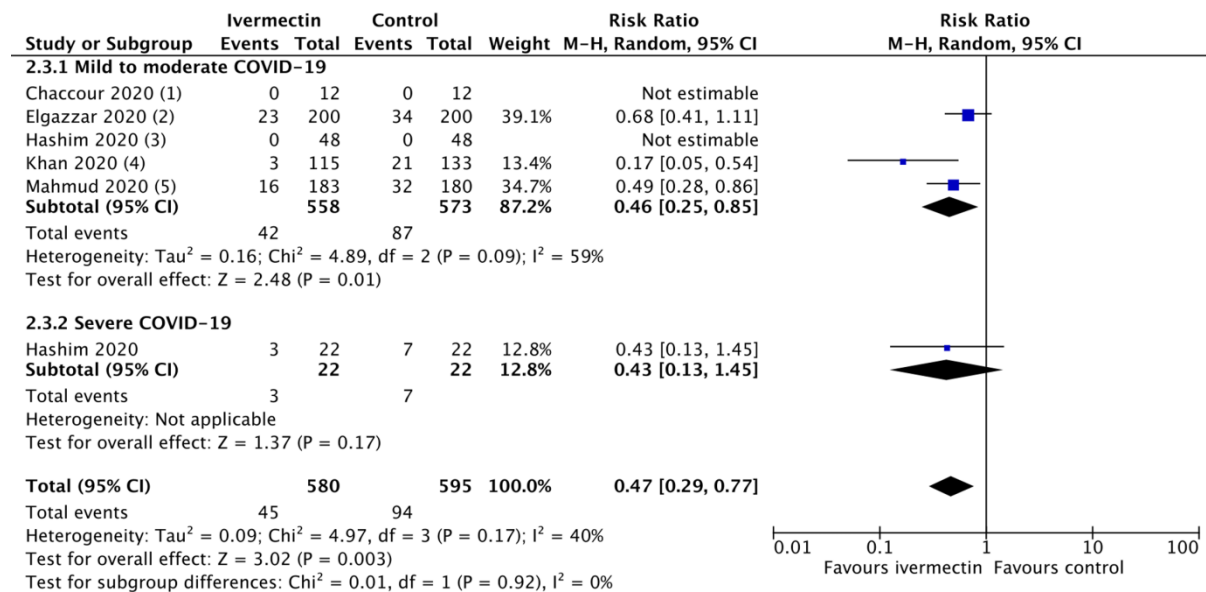 Ivermectin Control Risk Ratio Risk Ratio
Study or Subgroup Events Total Events Total Weight M-H, Random, 95% CI M-H, Random, 95% CI
2.3.1 Mild to moderate COVID-19
Chaccour 2020 (1) 0 12 0 12 Not estimable
Elgazzar 2020 (2) 23 200 34 200 39.1% 0.68 [0.41, 1.11]
Hashim 2020 (3) 0 48 0 48 Not estimable
Khan 2020 (4) 3 115 21 133 13.4% 0.17 [0.05, 0.54]
Mahmud 2020 (5) 16 183 32 180 34.7% 0.49 [0.28, 0.86]
Subtotal (95% CI) 558 573 87.2% 0.46 [0.25, 0.85]
Total events 42 87
Heterogeneity: Tau² = 0.16; Chi² = 4.89, df = 2 (P = 0.09); I² = 59%
Test for overall effect: Z = 2.48 (P = 0.01)
2.3.2 Severe COVID-19
Hashim 2020 3 22 7 22 12.8% 0.43 [0.13, 1.45]
Subtotal (95% CI) 22 22 12.8% 0.43 [0.13, 1.45]
Total events 3 7
Heterogeneity: Not applicable
Test for overall effect: Z = 1.37 (P = 0.17)
Total (95% CI) 580 595 100.0% 0.47 [0.29, 0.77]
Total events 45 94
Heterogeneity: Tau² = 0.09; Chi² = 4.97, df = 3 (P = 0.17); I² = 40%
Test for overall effect: Z = 3.02 (P = 0.003)
Test for subgroup differences: Chi² = 0.01, df = 1 (P = 0.92), I² = 0%
0.01 0.1 1 10 100
Favours ivermectin Favours control